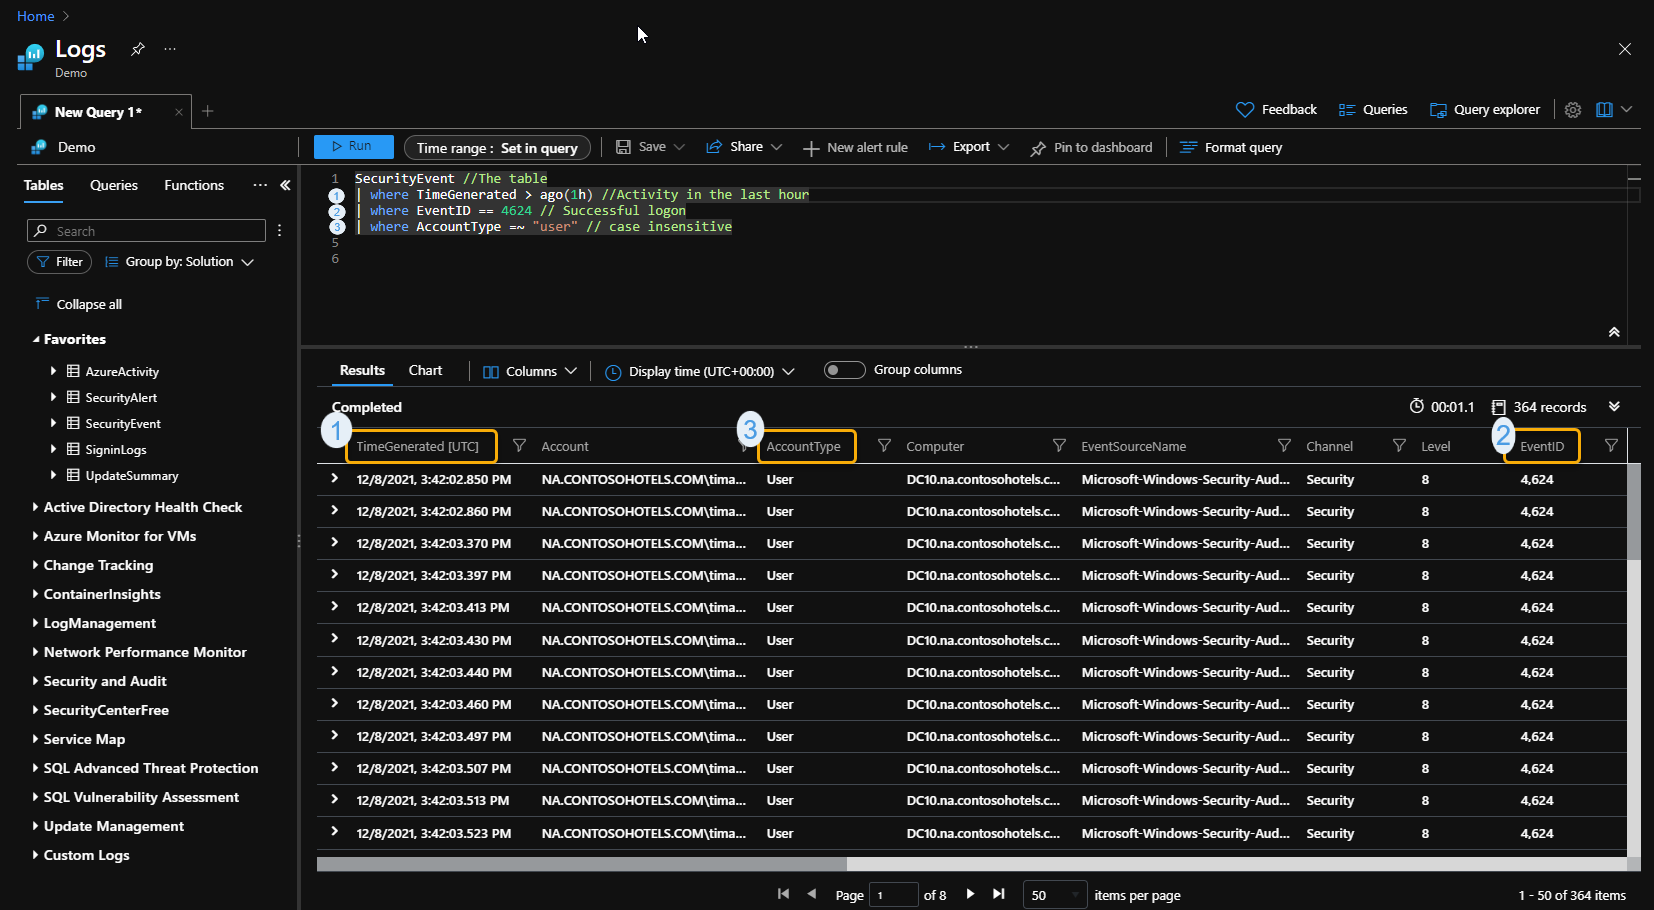 Home
Logs
Demo
New Query 1*
Feedback
Queries
Query explorer
Demo
Run
Time range : Set in query
Save
Share
New alert rule
Export
Pin to dashboard
Format query
Tables
Queries
Functions
Search
Filter
Group by: Solution
Collapse all
Favorites
AzureActivity
SecurityAlert
SecurityEvent
SigninLogs
UpdateSummary
Active Directory Health Check
Azure Monitor for VMs
Change Tracking
ContainerInsights
LogManagement
Network Performance Monitor
Security and Audit
SecurityCenterFree
Service Map
SQL Advanced Threat Protection
SQL Vulnerability Assessment
Update Management
Custom Logs
1 SecurityEvent //The table
1 | where TimeGenerated > ago(1h) //Activity in the last hour
2 | where EventID == 4624 // Successful logon
3 | where AccountType =~ "user" // case insensitive
5
6
Results
Chart
Columns
Display time (UTC+00:00)
Group columns
Completed
00:01.1
364 records
1 TimeGenerated [UTC] Account 3 AccountType Computer EventSourceName Channel Level 2 EventID
12/8/2021, 3:42:02.850 PM NA.CONTOSOHOTELS.COM\tima... User DC10.na.contosohotels.c... Microsoft-Windows-Security-Aud... Security 8 4,624
12/8/2021, 3:42:02.860 PM NA.CONTOSOHOTELS.COM\tima... User DC10.na.contosohotels.c... Microsoft-Windows-Security-Aud... Security 8 4,624
12/8/2021, 3:42:03.370 PM NA.CONTOSOHOTELS.COM\tima... User DC10.na.contosohotels.c... Microsoft-Windows-Security-Aud... Security 8 4,624
12/8/2021, 3:42:03.397 PM NA.CONTOSOHOTELS.COM\tima... User DC10.na.contosohotels.c... Microsoft-Windows-Security-Aud... Security 8 4,624
12/8/2021, 3:42:03.413 PM NA.CONTOSOHOTELS.COM\tima... User DC10.na.contosohotels.c... Microsoft-Windows-Security-Aud... Security 8 4,624
12/8/2021, 3:42:03.430 PM NA.CONTOSOHOTELS.COM\tima... User DC10.na.contosohotels.c... Microsoft-Windows-Security-Aud... Security 8 4,624
12/8/2021, 3:42:03.440 PM NA.CONTOSOHOTELS.COM\tima... User DC10.na.contosohotels.c... Microsoft-Windows-Security-Aud... Security 8 4,624
12/8/2021, 3:42:03.460 PM NA.CONTOSOHOTELS.COM\tima... User DC10.na.contosohotels.c... Microsoft-Windows-Security-Aud... Security 8 4,624
12/8/2021, 3:42:03.497 PM NA.CONTOSOHOTELS.COM\tima... User DC10.na.contosohotels.c... Microsoft-Windows-Security-Aud... Security 8 4,624
12/8/2021, 3:42:03.507 PM NA.CONTOSOHOTELS.COM\tima... User DC10.na.contosohotels.c... Microsoft-Windows-Security-Aud... Security 8 4,624
12/8/2021, 3:42:03.513 PM NA.CONTOSOHOTELS.COM\tima... User DC10.na.contosohotels.c... Microsoft-Windows-Security-Aud... Security 8 4,624
12/8/2021, 3:42:03.523 PM NA.CONTOSOHOTELS.COM\tima... User DC10.na.contosohotels.c... Microsoft-Windows-Security-Aud... Security 8 4,624
Page 1 of 8
50 items per page
1 - 50 of 364 items